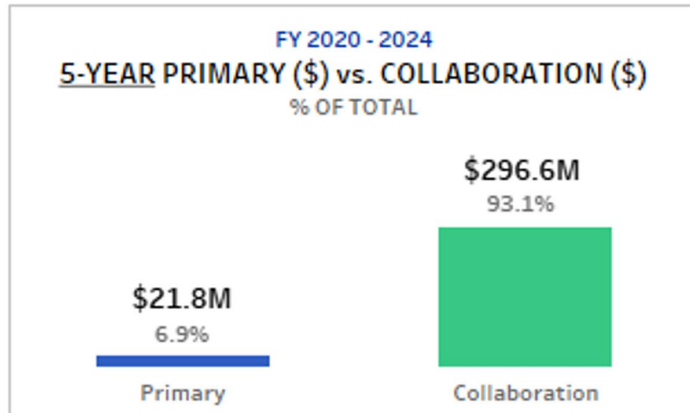 FY 2020 - 2024
5-YEAR PRIMARY ($) vs. COLLABORATION ($)
% OF TOTAL
$296.6M
93.1%
$21.8M
6.9%
Primary
Collaboration